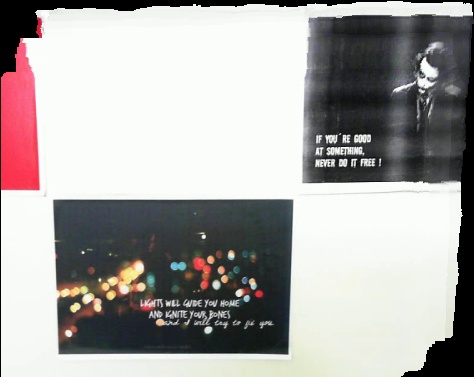 IF YOU´RE GOOD
AT SOMETHING,
NEVER DO IT FREE !
LIGHTS WILL GUIDE YOU HOME
AND IGNITE YOUR BONES
and I will try to fix you